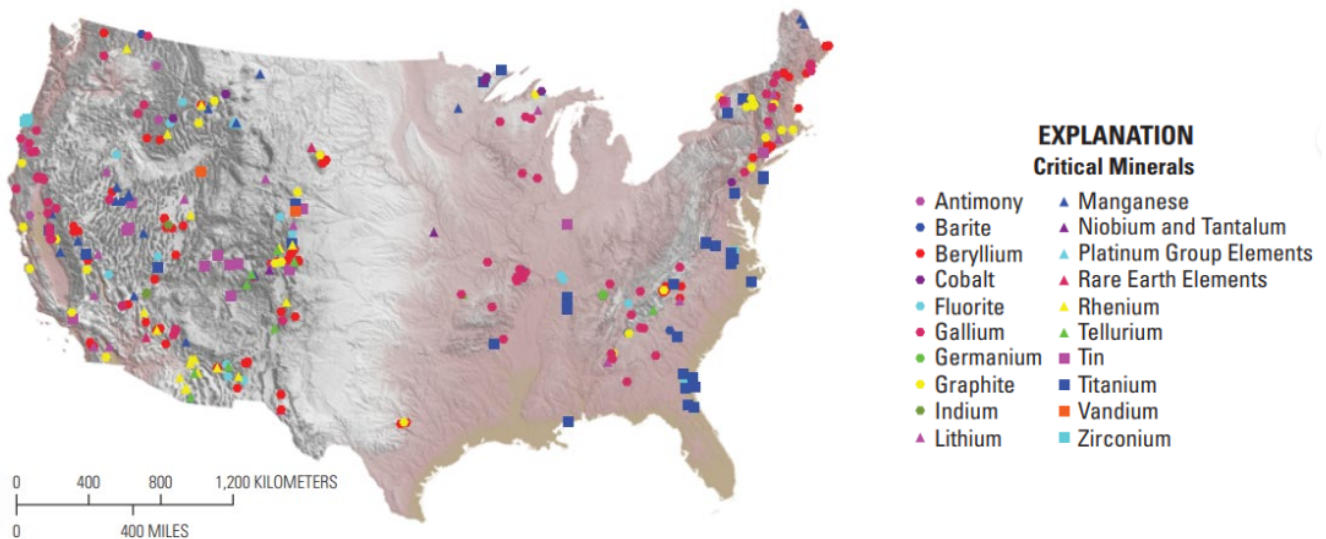 EXPLANATION
Critical Minerals
Antimony
Barite
Beryllium
Cobalt
Fluorite
Gallium
Germanium
Graphite
Indium
Lithium
Manganese
Niobium and Tantalum
Platinum Group Elements
Rare Earth Elements
Rhenium
Tellurium
Tin
Titanium
Vandium
Zirconium
0 400 800 1,200 KILOMETERS
0 400 MILES